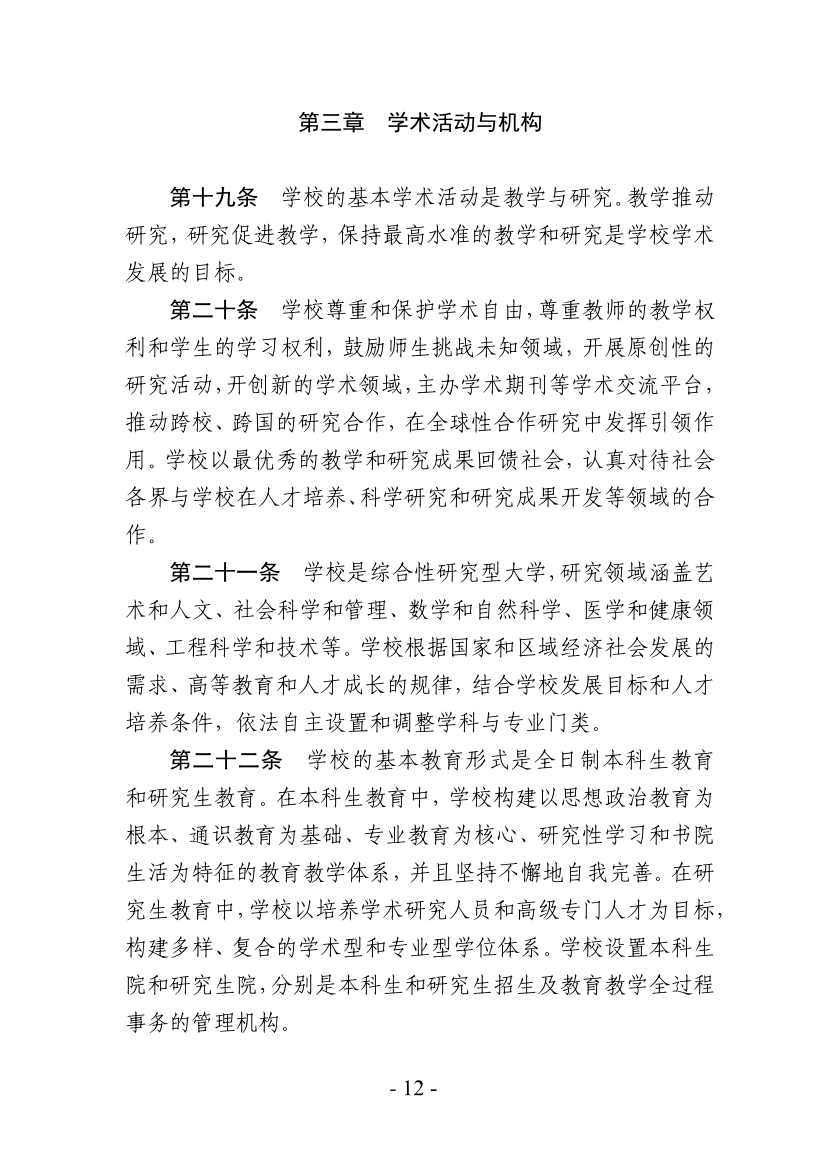 第三章　学术活动与机构
第十九条　学校的基本学术活动是教学与研究。教学推动
研究，研究促进教学，保持最高水准的教学和研究是学校学术
发展的目标。
第二十条　学校尊重和保护学术自由，尊重教师的教学权
利和学生的学习权利，鼓励师生挑战未知领域，开展原创性的
研究活动，开创新的学术领域，主办学术期刊等学术交流平台，
推动跨校、跨国的研究合作，在全球性合作研究中发挥引领作
用。学校以最优秀的教学和研究成果回馈社会，认真对待社会
各界与学校在人才培养、科学研究和研究成果开发等领域的合
作。
第二十一条　学校是综合性研究型大学，研究领域涵盖艺
术和人文、社会科学和管理、数学和自然科学、医学和健康领
域、工程科学和技术等。学校根据国家和区域经济社会发展的
需求、高等教育和人才成长的规律，结合学校发展目标和人才
培养条件，依法自主设置和调整学科与专业门类。
第二十二条　学校的基本教育形式是全日制本科生教育
和研究生教育。在本科生教育中，学校构建以思想政治教育为
根本、通识教育为基础、专业教育为核心、研究性学习和书院
生活为特征的教育教学体系，并且坚持不懈地自我完善。在研
究生教育中，学校以培养学术研究人员和高级专门人才为目标，
构建多样、复合的学术型和专业型学位体系。学校设置本科生
院和研究生院，分别是本科生和研究生招生及教育教学全过程
事务的管理机构。
- 12 -